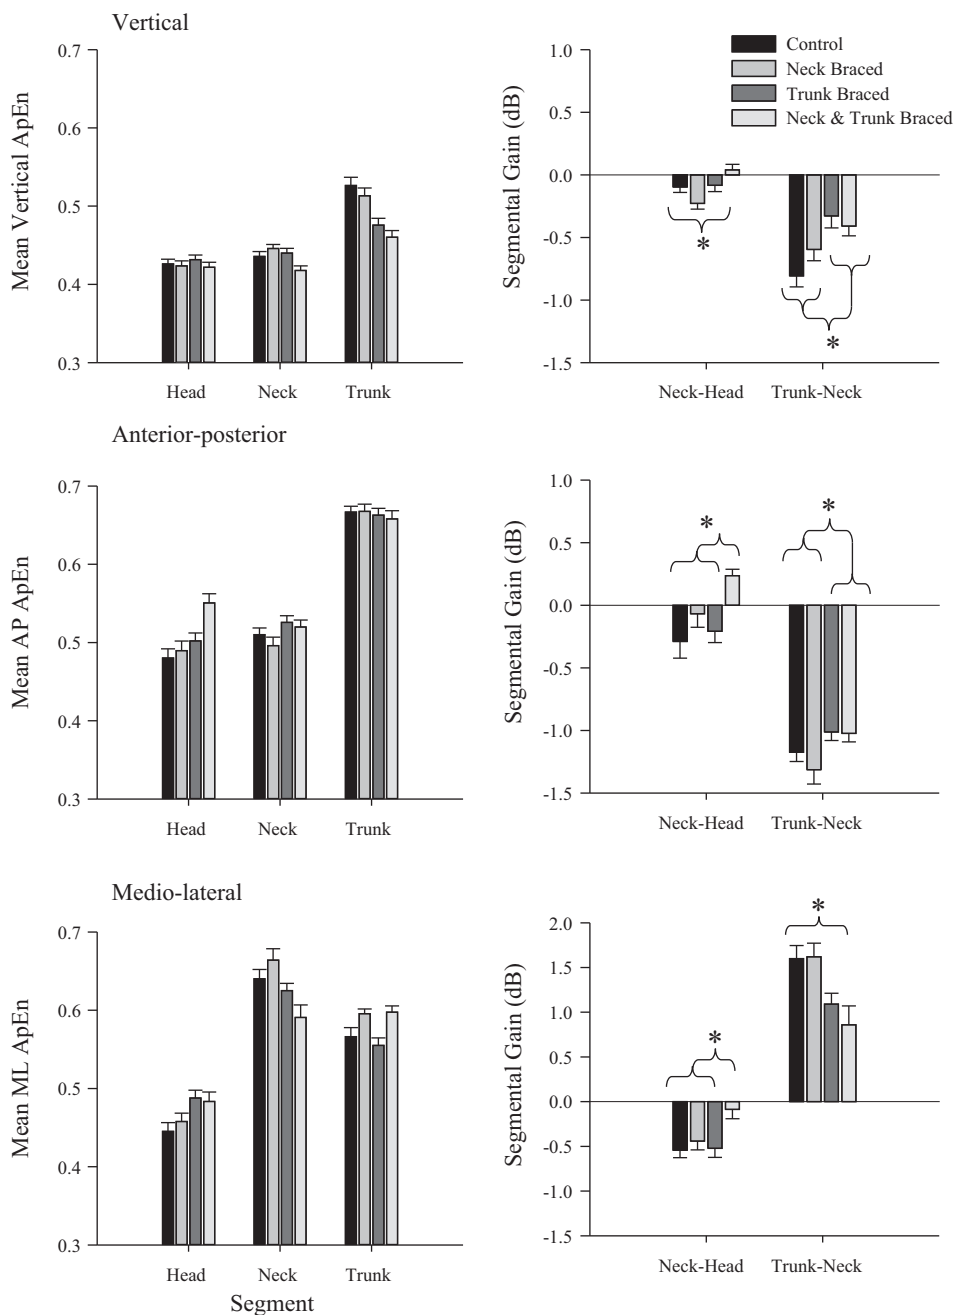 Vertical
Mean Vertical ApEn
0.7
0.6
0.5
0.4
0.3
Head Neck Trunk
Segmental Gain (dB)
1.0
0.5
0.0
-0.5
-1.0
-1.5
Control
Neck Braced
Trunk Braced
Neck & Trunk Braced
*
*
Neck-Head Trunk-Neck
Anterior-posterior
Mean AP ApEn
0.7
0.6
0.5
0.4
0.3
Head Neck Trunk
Segmental Gain (dB)
1.0
0.5
0.0
-0.5
-1.0
-1.5
*
*
Neck-Head Trunk-Neck
Medio-lateral
Mean ML ApEn
0.7
0.6
0.5
0.4
0.3
Head Neck Trunk
Segment
Segmental Gain (dB)
2.0
1.5
1.0
0.5
0.0
-0.5
-1.0
-1.5
*
*
Neck-Head Trunk-Neck